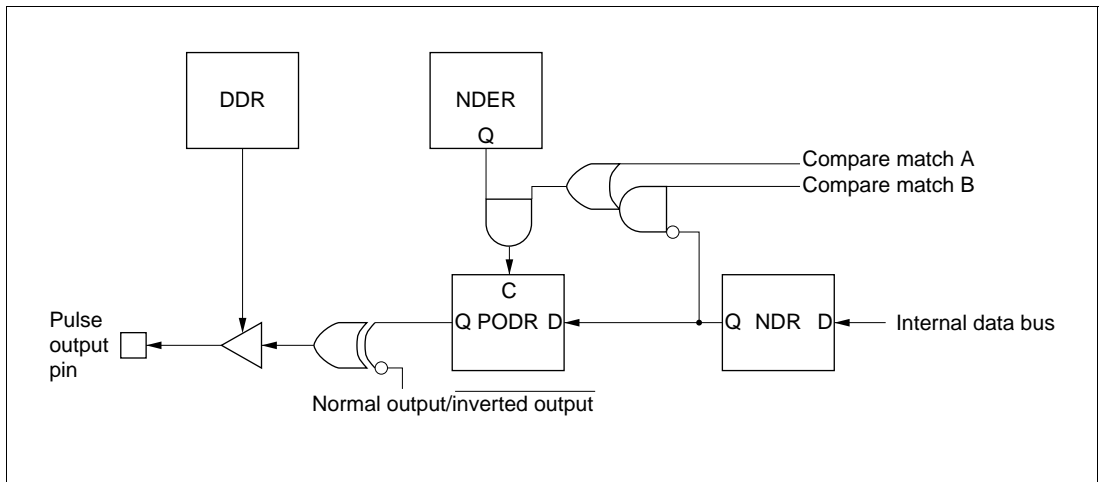 DDR
NDER
Q
Compare match A
Compare match B
C
Q PODR D
Q NDR D
Internal data bus
Pulse
output
pin
Normal output/inverted output